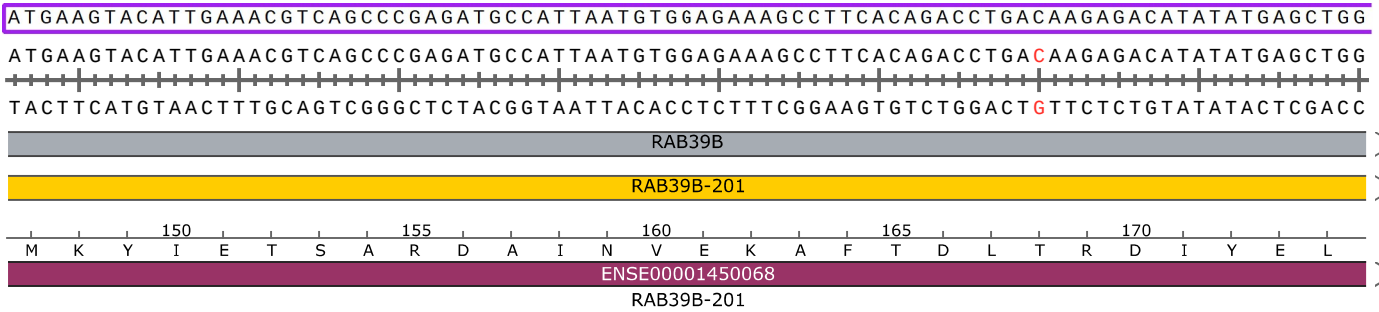 ATGAAGTACATTGAAACGTCAGCCCGAGATGCCATTAATGTGGAGAAAGCCTTCACAGACCTGACAAGAGACATATATGAGCTGG
ATGAAGTACATTGAAACGTCAGCCCGAGATGCCATTAATGTGGAGAAAGCCTTCACAGACCTGACAAGAGACATATATGAGCTGG
TACTTCATGTAACTTTGCAGTCGGGCTCTACGGTAATTACACCTCTTTCGGAAGTGTCTGGACTGTTCTCTGTATATACTCGACC
RAB39B
RAB39B-201
150 155 160 165 170
M K Y I E T S A R D A I N V E K A F T D L T R D I Y E L
ENSE00001450068
RAB39B-201